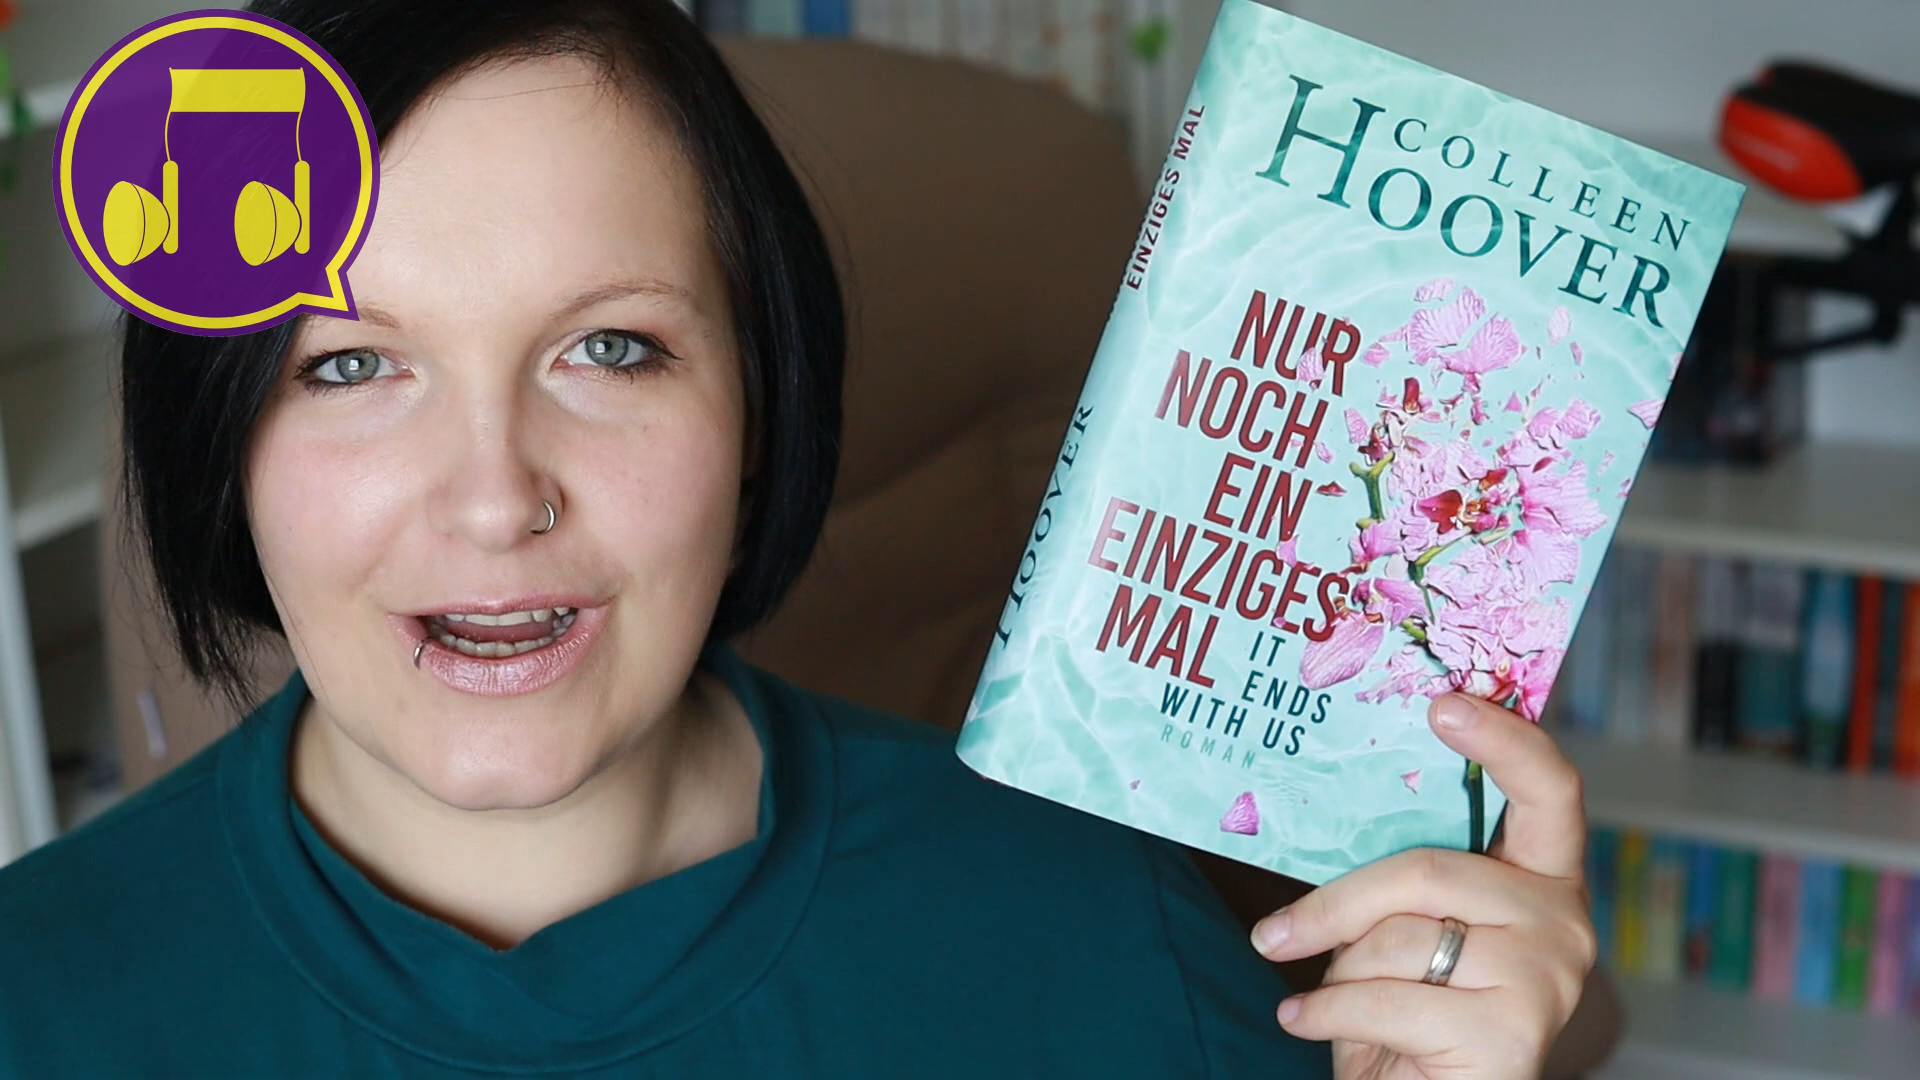 COLLEEN
HOOVER
NUR
NOCH
EIN
EINZIGES
MAL
IT
ENDS
WITH US
ROMAN
EINZIGES MAL
HOOVER